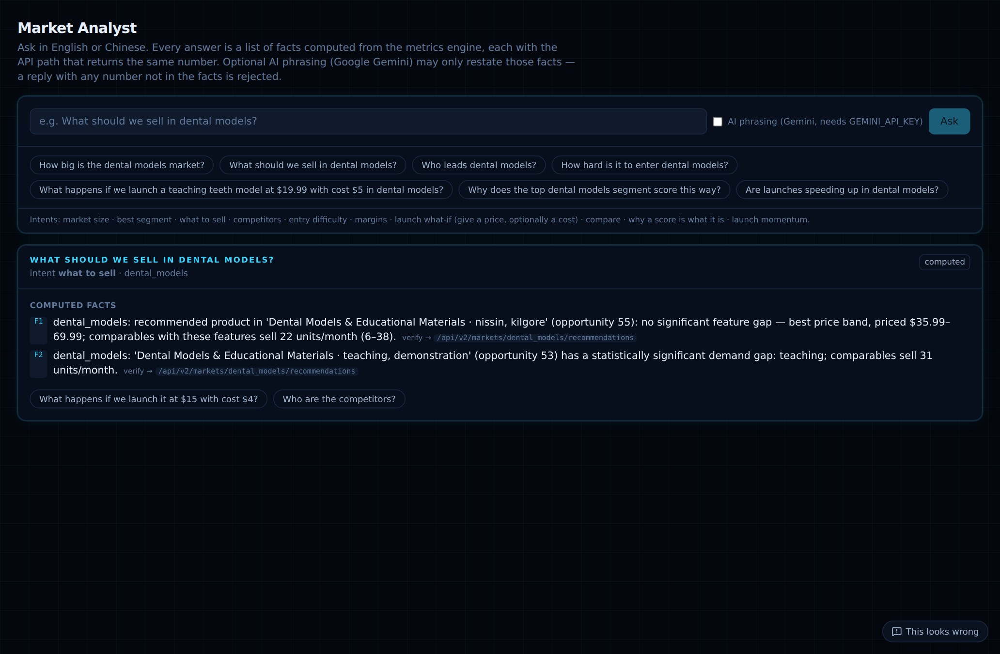 Market Analyst
Ask in English or Chinese. Every answer is a list of facts computed from the metrics engine, each with the
API path that returns the same number. Optional AI phrasing (Google Gemini) may only restate those facts —
a reply with any number not in the facts is rejected.
e.g. What should we sell in dental models?
AI phrasing (Gemini, needs GEMINI_API_KEY)
Ask
How big is the dental models market?
What should we sell in dental models?
Who leads dental models?
How hard is it to enter dental models?
What happens if we launch a teaching teeth model at $19.99 with cost $5 in dental models?
Why does the top dental models segment score this way?
Are launches speeding up in dental models?
Intents: market size · best segment · what to sell · competitors · entry difficulty · margins · launch what-if (give a price, optionally a cost) · compare · why a score is what it is · launch momentum.
WHAT SHOULD WE SELL IN DENTAL MODELS?
computed
intent what to sell · dental_models
COMPUTED FACTS
F1 dental_models: recommended product in 'Dental Models & Educational Materials · nissin, kilgore' (opportunity 55): no significant feature gap — best price band, priced $35.99–
69.99; comparables with these features sell 22 units/month (6–38). verify → /api/v2/markets/dental_models/recommendations
F2 dental_models: 'Dental Models & Educational Materials · teaching, demonstration' (opportunity 53) has a statistically significant demand gap: teaching; comparables sell 31
units/month. verify → /api/v2/markets/dental_models/recommendations
What happens if we launch it at $15 with cost $4?
Who are the competitors?
This looks wrong